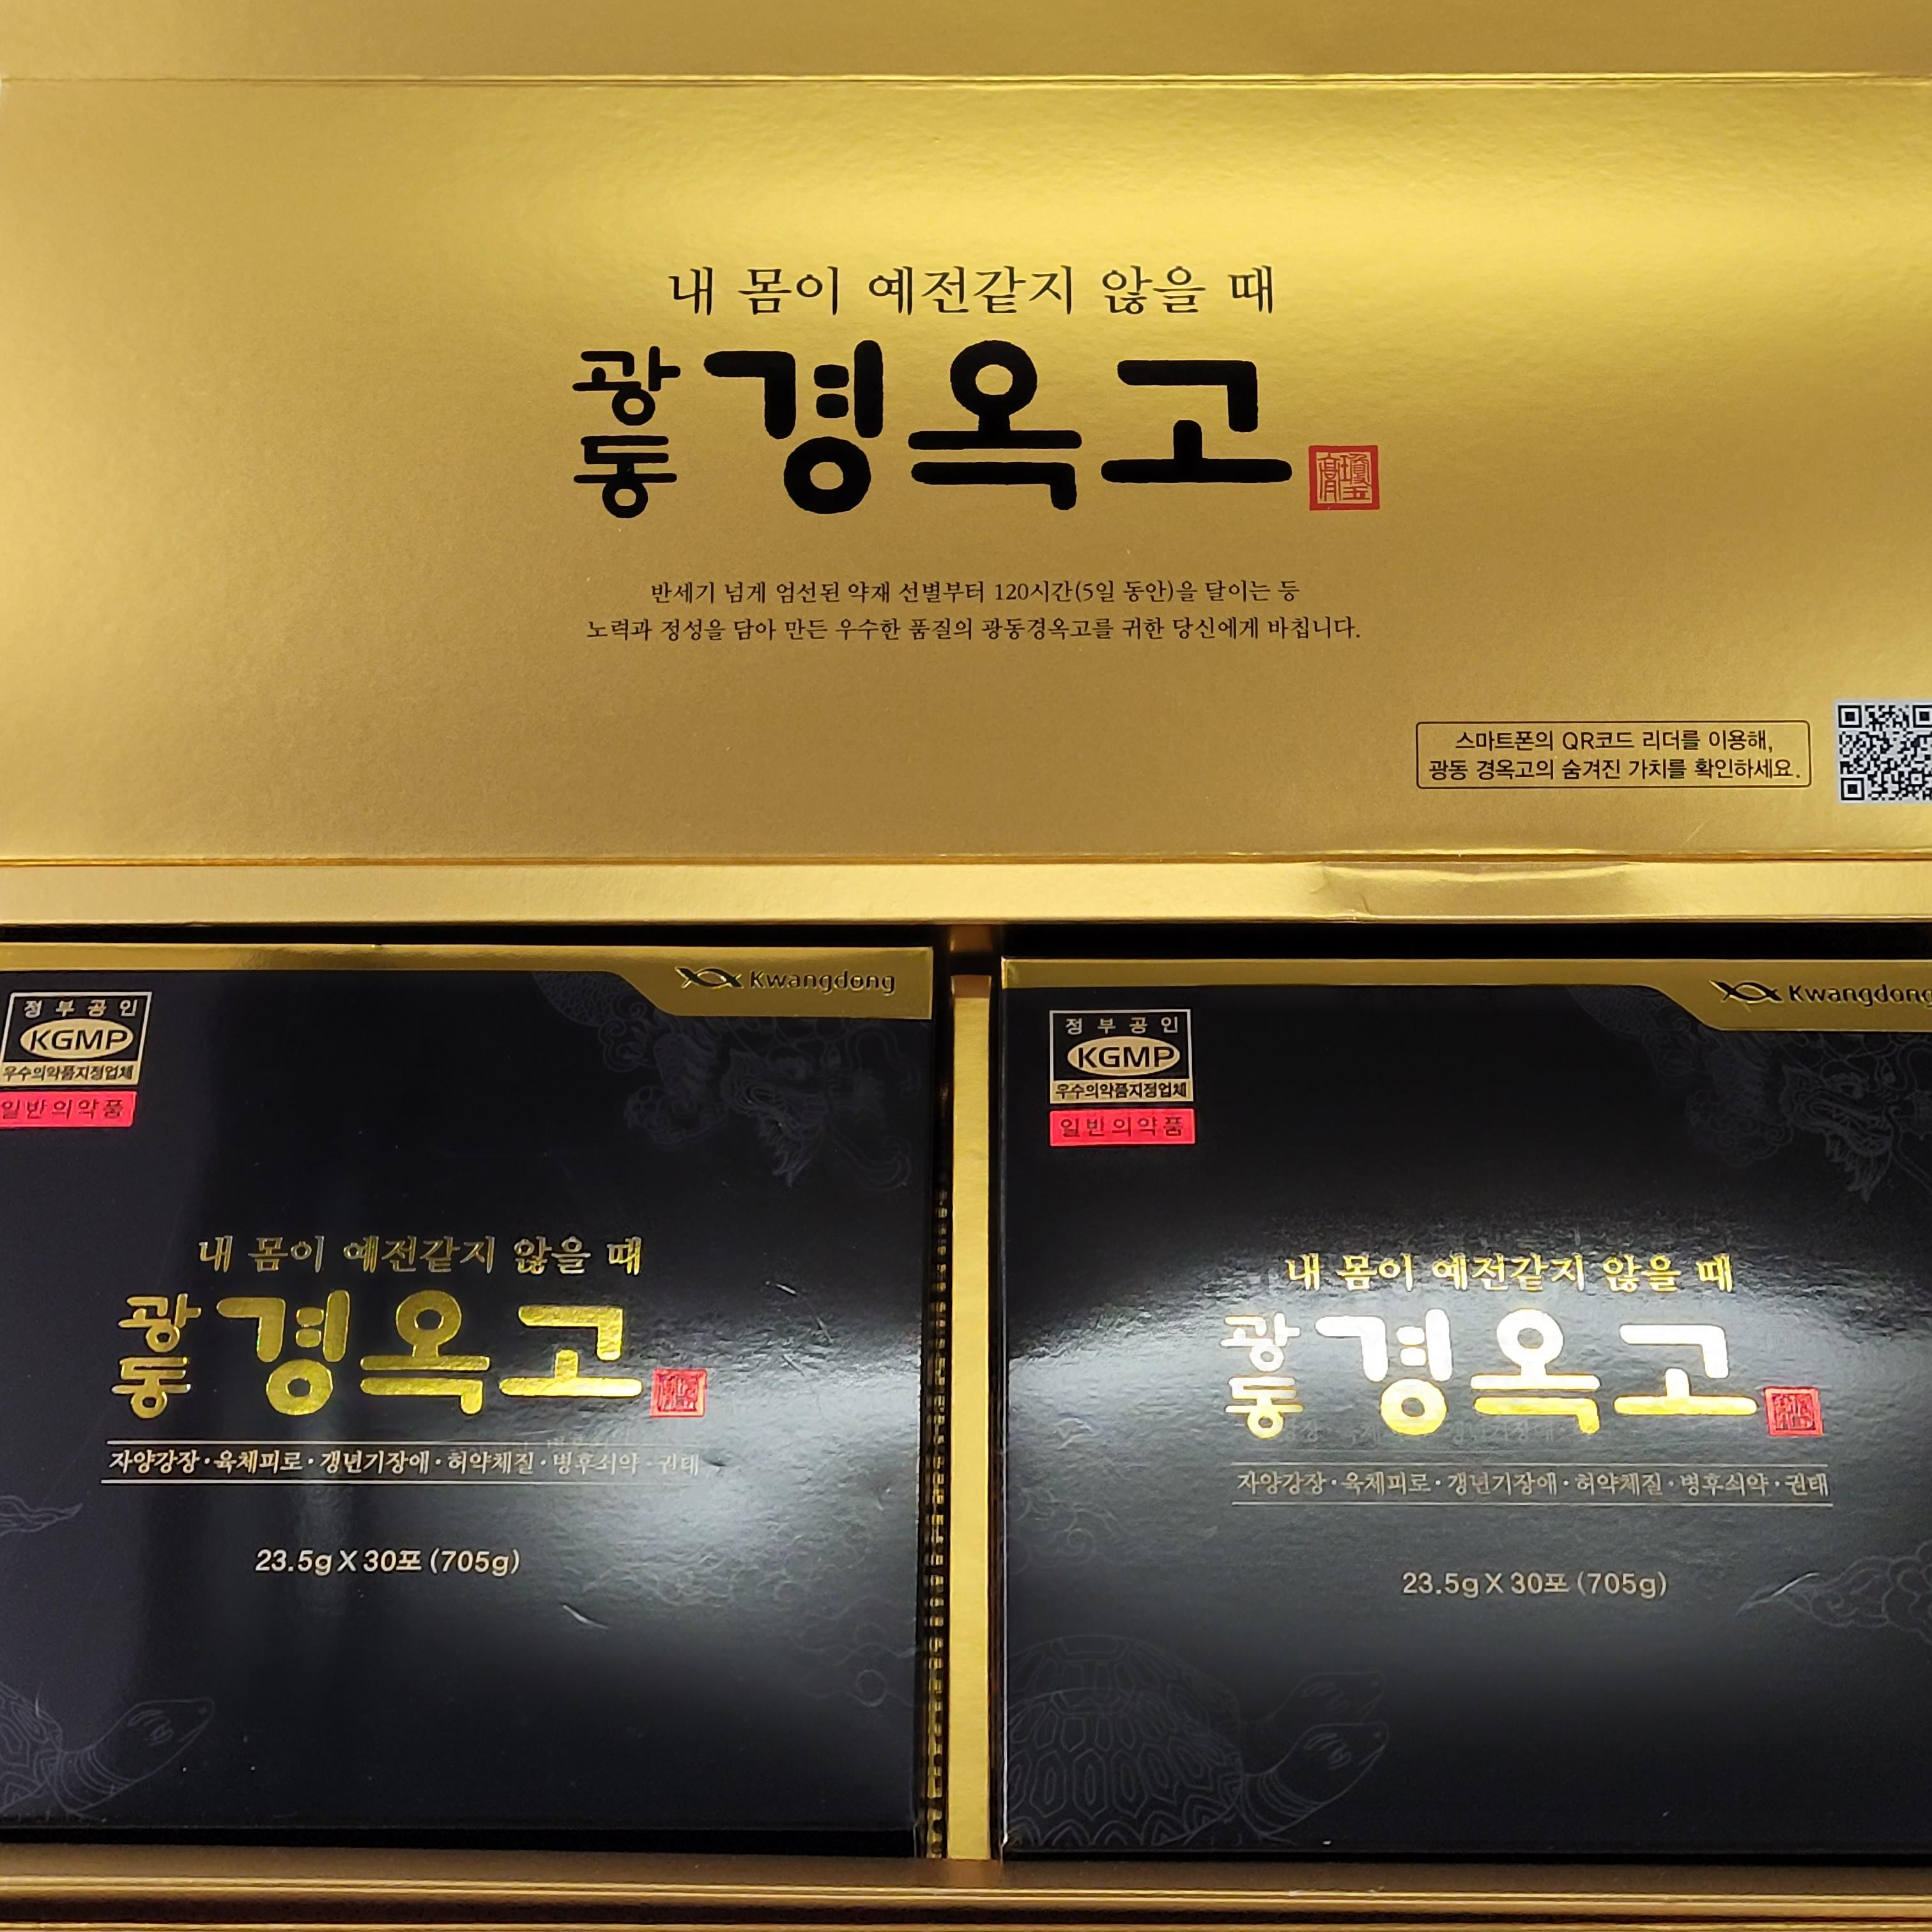 내 몸이 예전같지 않을 때
광동 경옥고
瓊玉膏
반세기 넘게 엄선된 약재 선별부터 120시간(5일 동안)을 달이는 등
노력과 정성을 담아 만든 우수한 품질의 광동경옥고를 귀한 당신에게 바칩니다.
스마트폰의 QR코드 리더를 이용해,
광동 경옥고의 숨겨진 가치를 확인하세요.
Kwangdong
정부공인
KGMP
우수의약품지정업체
일반의약품
내 몸이 예전같지 않을 때
광동 경옥고
자양강장·육체피로·갱년기장애·허약체질·병후쇠약·권태
23.5g X 30포 (705g)
Kwangdong
정부공인
KGMP
우수의약품지정업체
일반의약품
내 몸이 예전같지 않을 때
광동 경옥고
자양강장·육체피로·갱년기장애·허약체질·병후쇠약·권태
23.5g X 30포 (705g)